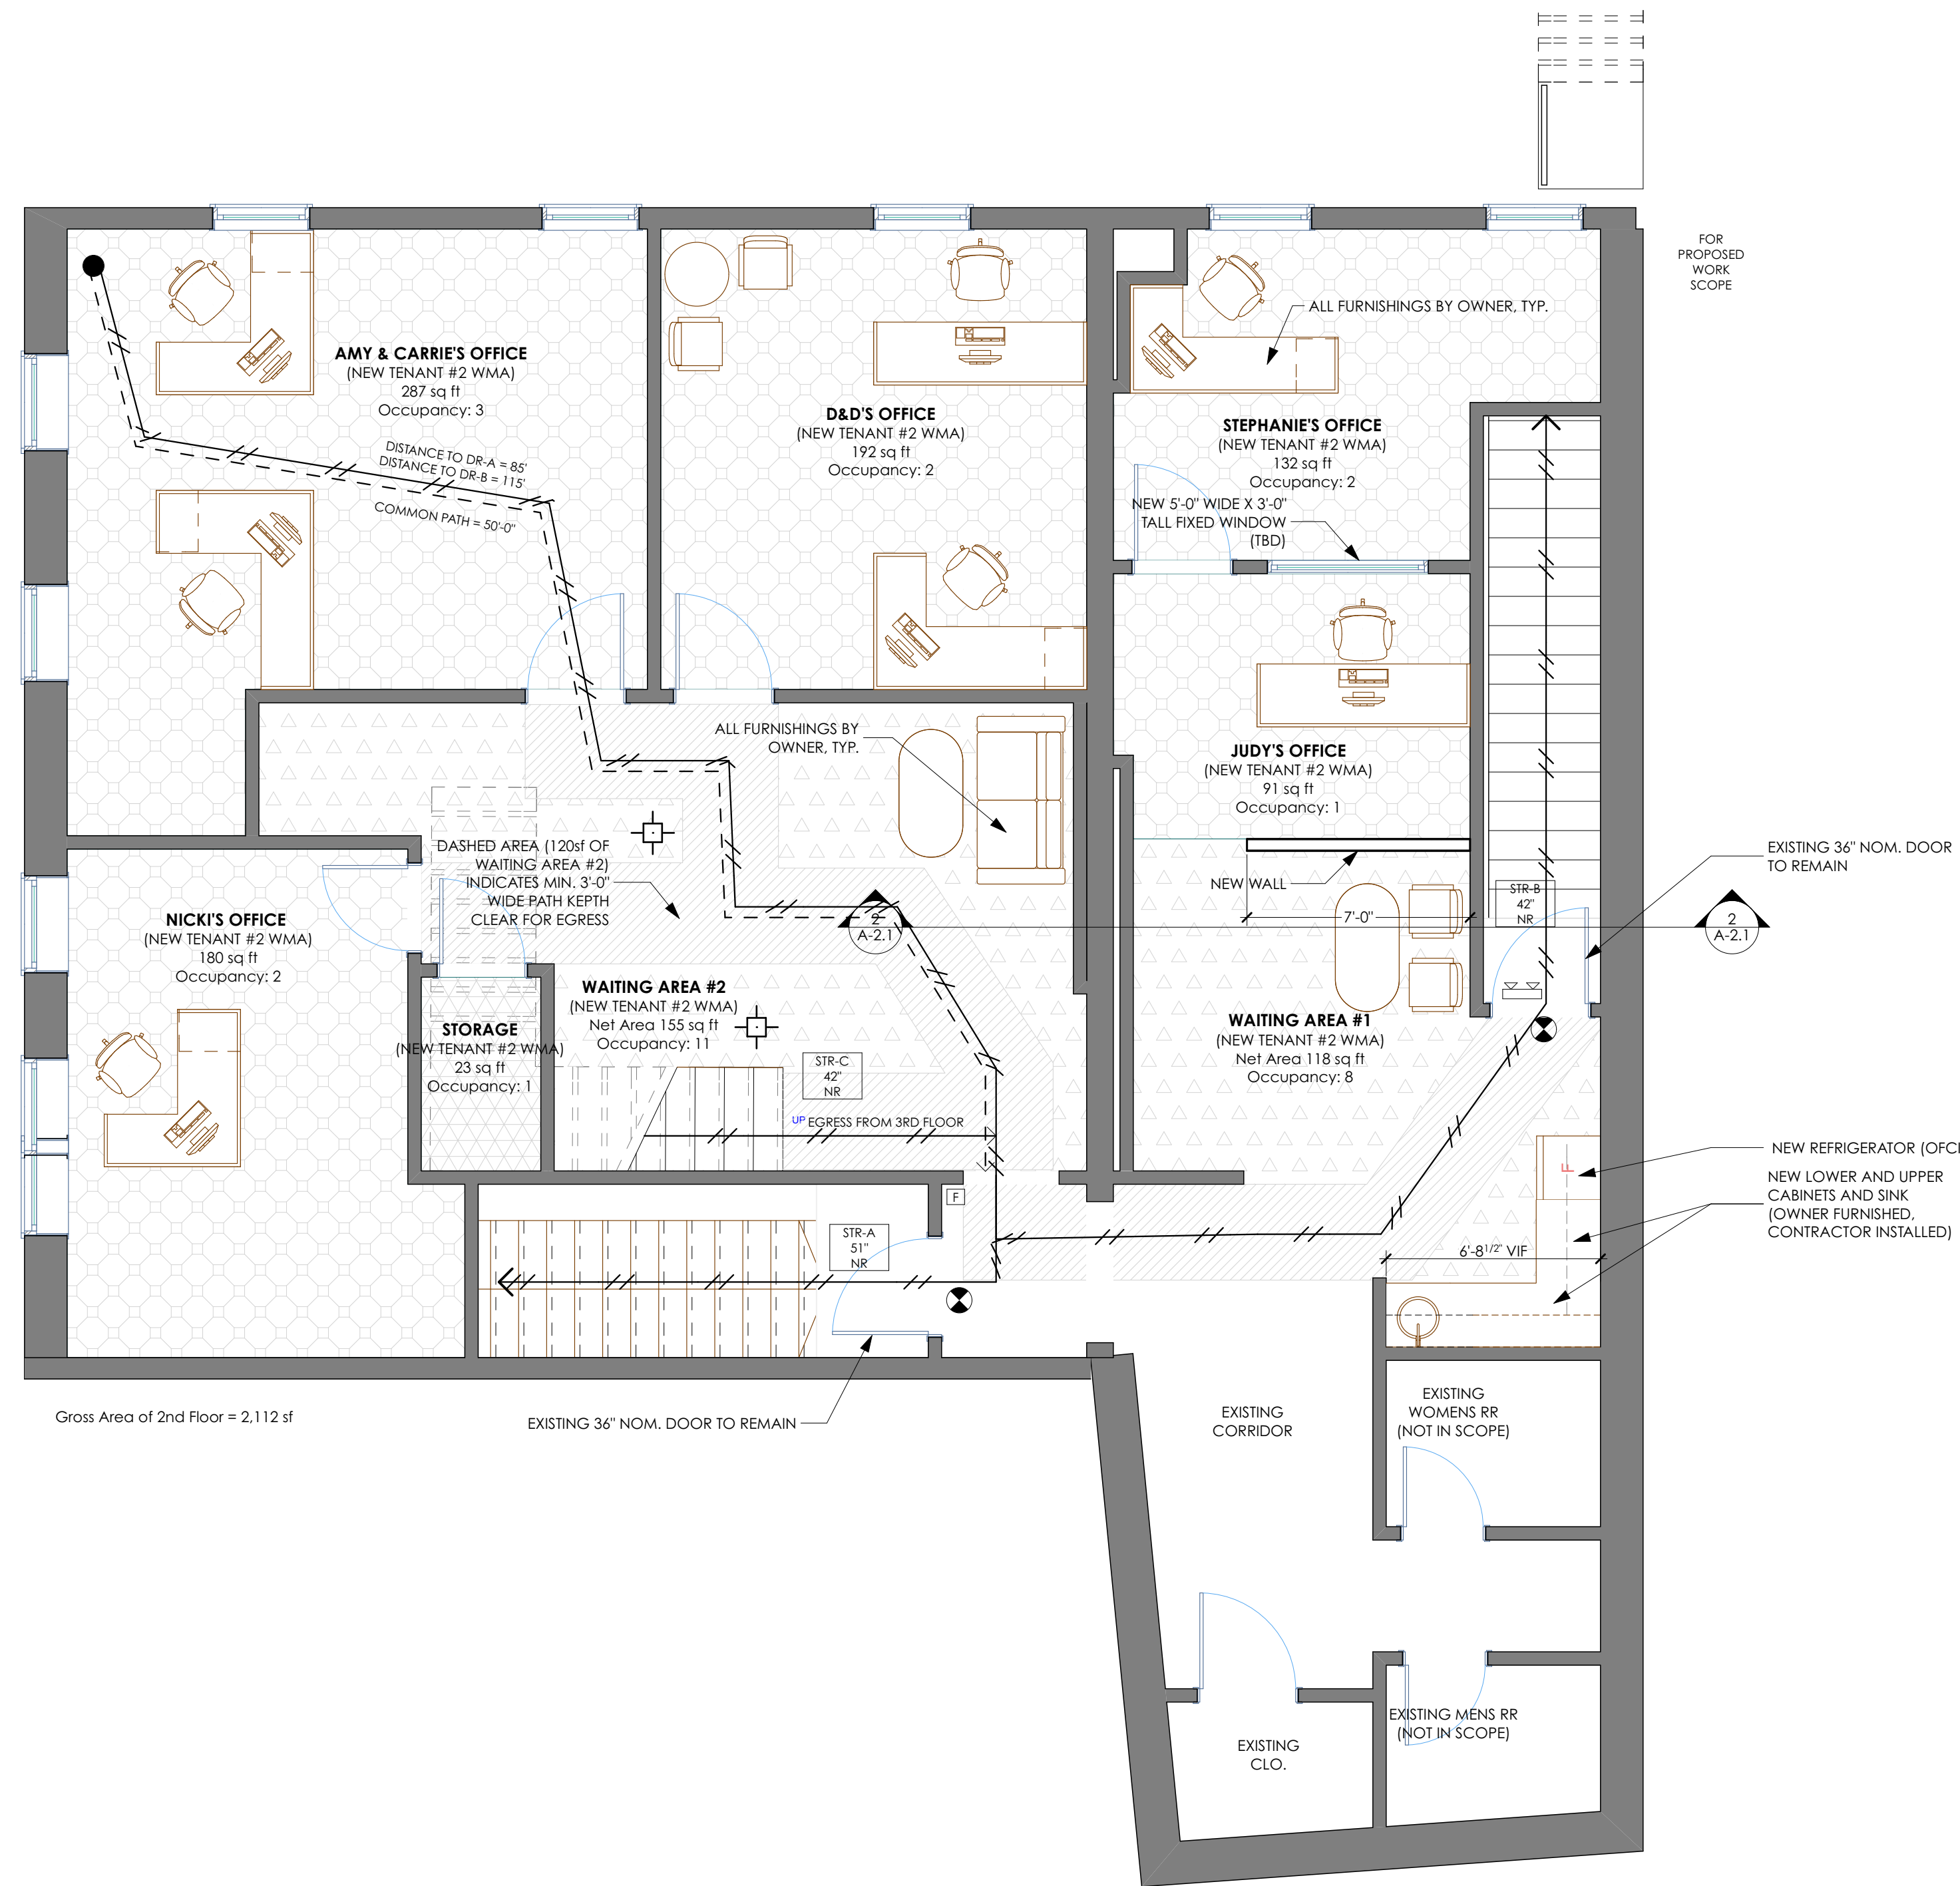 FOR
PROPOSED
WORK
SCOPE
ALL FURNISHINGS BY OWNER, TYP.
AMY & CARRIE'S OFFICE
(NEW TENANT #2 WMA)
287 sq ft
Occupancy: 3
D&D'S OFFICE
(NEW TENANT #2 WMA)
192 sq ft
Occupancy: 2
STEPHANIE'S OFFICE
(NEW TENANT #2 WMA)
132 sq ft
Occupancy: 2
DISTANCE TO DR-A = 85'
DISTANCE TO DR-B = 115'
COMMON PATH = 50'-0"
NEW 5'-0" WIDE X 3'-0"
TALL FIXED WINDOW
(TBD)
ALL FURNISHINGS BY
OWNER, TYP.
JUDY'S OFFICE
(NEW TENANT #2 WMA)
91 sq ft
Occupancy: 1
DASHED AREA (120sf OF
WAITING AREA #2)
INDICATES MIN. 3'-0"
WIDE PATH KEPTH
CLEAR FOR EGRESS
EXISTING 36" NOM. DOOR
TO REMAIN
NEW WALL
7'-0"
STR-B
42"
NR
2
A-2.1
2
A-2.1
NICKI'S OFFICE
(NEW TENANT #2 WMA)
180 sq ft
Occupancy: 2
WAITING AREA #2
(NEW TENANT #2 WMA)
Net Area 155 sq ft
Occupancy: 11
STORAGE
(NEW TENANT #2 WMA)
23 sq ft
Occupancy: 1
WAITING AREA #1
(NEW TENANT #2 WMA)
Net Area 118 sq ft
Occupancy: 8
STR-C
42"
NR
UP EGRESS FROM 3RD FLOOR
NEW REFRIGERATOR (OFCI
F
NEW LOWER AND UPPER
CABINETS AND SINK
(OWNER FURNISHED,
CONTRACTOR INSTALLED)
F
STR-A
51"
NR
6'-8 1/2" VIF
Gross Area of 2nd Floor = 2,112 sf
EXISTING 36" NOM. DOOR TO REMAIN
EXISTING
CORRIDOR
EXISTING
WOMENS RR
(NOT IN SCOPE)
EXISTING MENS RR
(NOT IN SCOPE)
EXISTING
CLO.